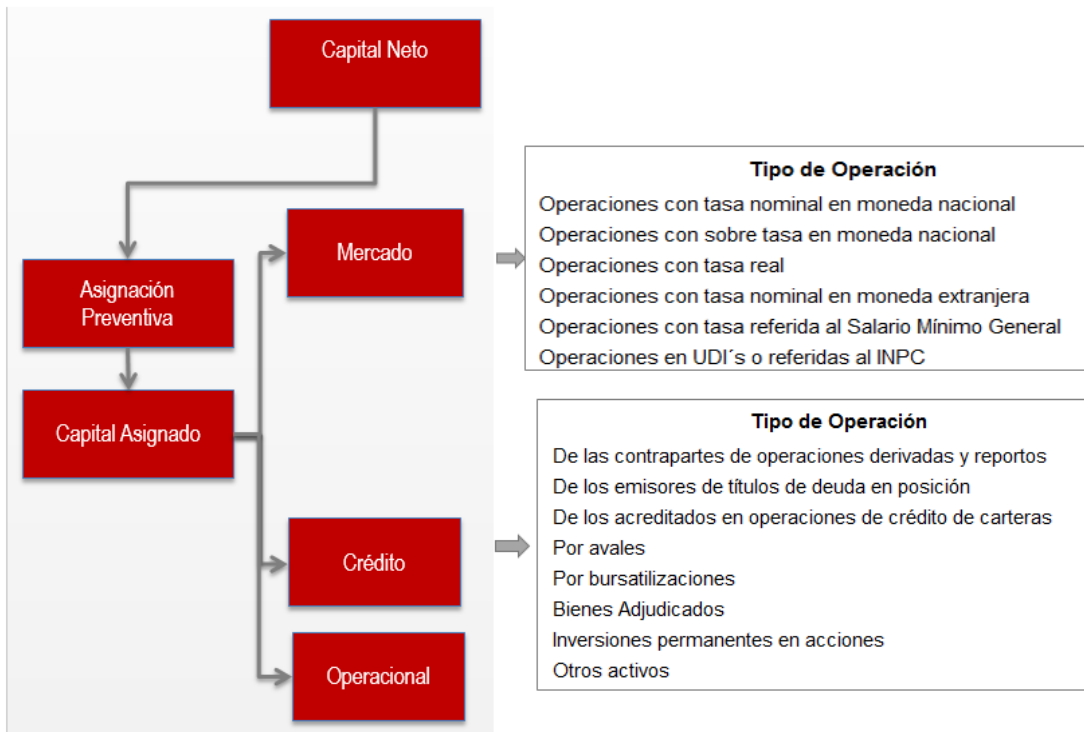 Capital Neto
Asignación
Preventiva
Capital Asignado
Mercado
Crédito
Operacional
Tipo de Operación
Operaciones con tasa nominal en moneda nacional
Operaciones con sobre tasa en moneda nacional
Operaciones con tasa real
Operaciones con tasa nominal en moneda extranjera
Operaciones con tasa referida al Salario Mínimo General
Operaciones en UDI´s o referidas al INPC
Tipo de Operación
De las contrapartes de operaciones derivadas y reportos
De los emisores de títulos de deuda en posición
De los acreditados en operaciones de crédito de carteras
Por avales
Por bursatilizaciones
Bienes Adjudicados
Inversiones permanentes en acciones
Otros activos